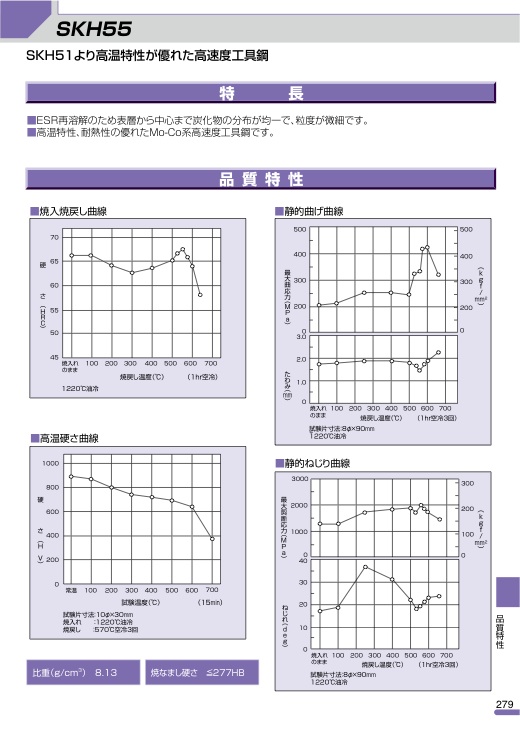 SKH55
SKH51より高温特性が優れた高速度工具鋼
特 長
■ESR再溶解のため表層から中心まで炭化物の分布が均一で、粒度が微細です。
■高温特性、耐熱性の優れたMo-Co系高速度工具鋼です。
品 質 特 性
■焼入焼戻し曲線
硬さ(HRC)
70
65
60
55
50
45
焼入れのまま 100 200 300 400 500 600 700
焼戻し温度(℃) (1hr空冷)
1220℃油冷
■高温硬さ曲線
硬さ(HV)
1000
800
600
400
200
0
常温 100 200 300 400 500 600 700
試験温度(℃) (15min)
試験片寸法:10φ×30mm
焼入れ :1220℃油冷
焼戻し :570℃空冷3回
比重(g/cm³) 8.13
焼なまし硬さ ≦277HB
■静的曲げ曲線
最大曲応力(MPa)
500 500
400 400
300 300
200 200
0 0
(kgf/mm²)
たわみ(mm)
3.0
2.0
1.0
0
焼入れのまま 100 200 300 400 500 600 700
焼戻し温度(℃) (1hr空冷3回)
試験片寸法:8φ×90mm
1220℃油冷
■静的ねじり曲線
最大剪断応力(MPa)
3000 300
2000 200
1000 100
0 0
(kgf/mm²)
ねじれ(deg)
40
30
20
10
0
焼入れのまま 100 200 300 400 500 600 700
焼戻し温度(℃) (1hr空冷3回)
試験片寸法:8φ×90mm
1220℃油冷
品質特性
279